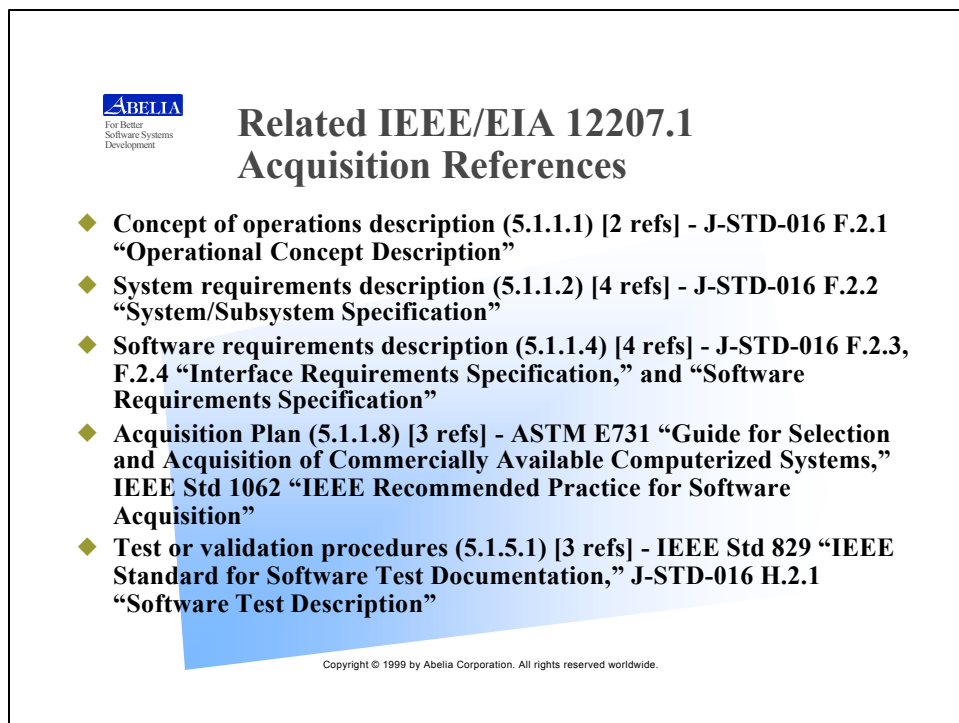 ABELIA
For Better
Software Systems
Development
Related IEEE/EIA 12207.1
Acquisition References
Concept of operations description (5.1.1.1) [2 refs] - J-STD-016 F.2.1
“Operational Concept Description”
System requirements description (5.1.1.2) [4 refs] - J-STD-016 F.2.2
“System/Subsystem Specification”
Software requirements description (5.1.1.4) [4 refs] - J-STD-016 F.2.3,
F.2.4 “Interface Requirements Specification,” and “Software
Requirements Specification”
Acquisition Plan (5.1.1.8) [3 refs] - ASTM E731 “Guide for Selection
and Acquisition of Commercially Available Computerized Systems,”
IEEE Std 1062 “IEEE Recommended Practice for Software
Acquisition”
Test or validation procedures (5.1.5.1) [3 refs] - IEEE Std 829 “IEEE
Standard for Software Test Documentation,” J-STD-016 H.2.1
“Software Test Description”
Copyright © 1999 by Abelia Corporation. All rights reserved worldwide.